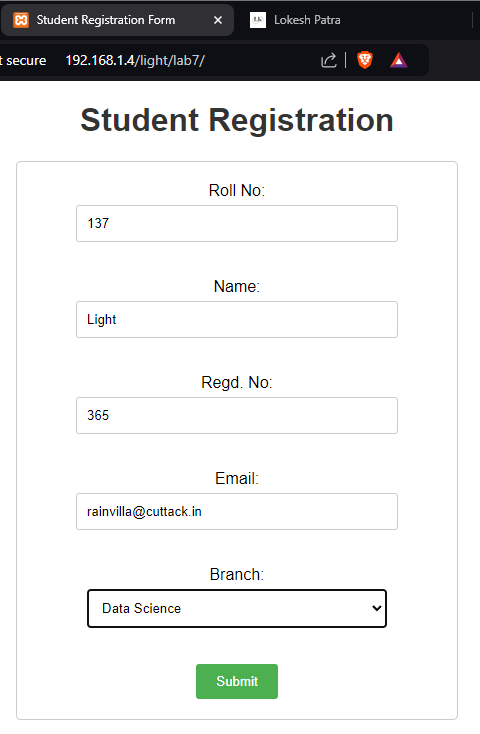 Student Registration Form
Lokesh Patra
t secure 192.168.1.4/light/lab7/
Student Registration
Roll No:
137
Name:
Light
Regd. No:
365
Email:
rainvilla@cuttack.in
Branch:
Data Science
Submit